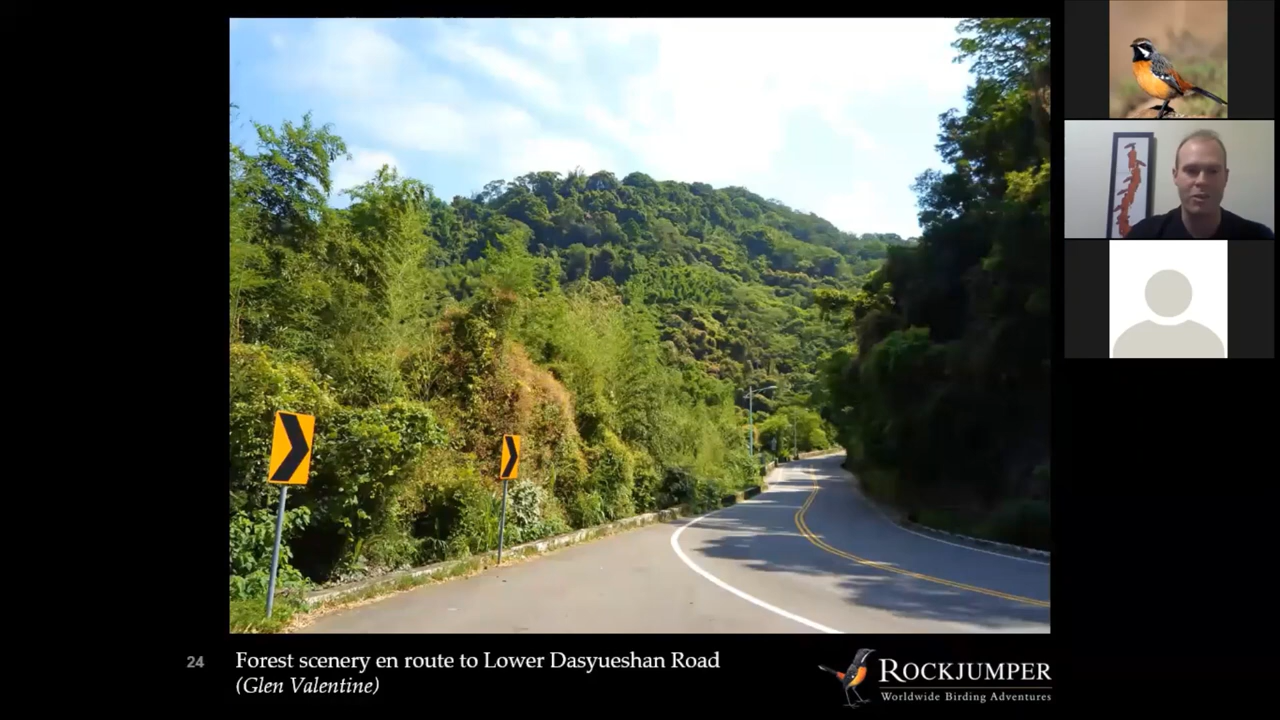 24
Forest scenery en route to Lower Dasyueshan Road
(Glen Valentine)
ROCKJUMPER
Worldwide Birding Adventures